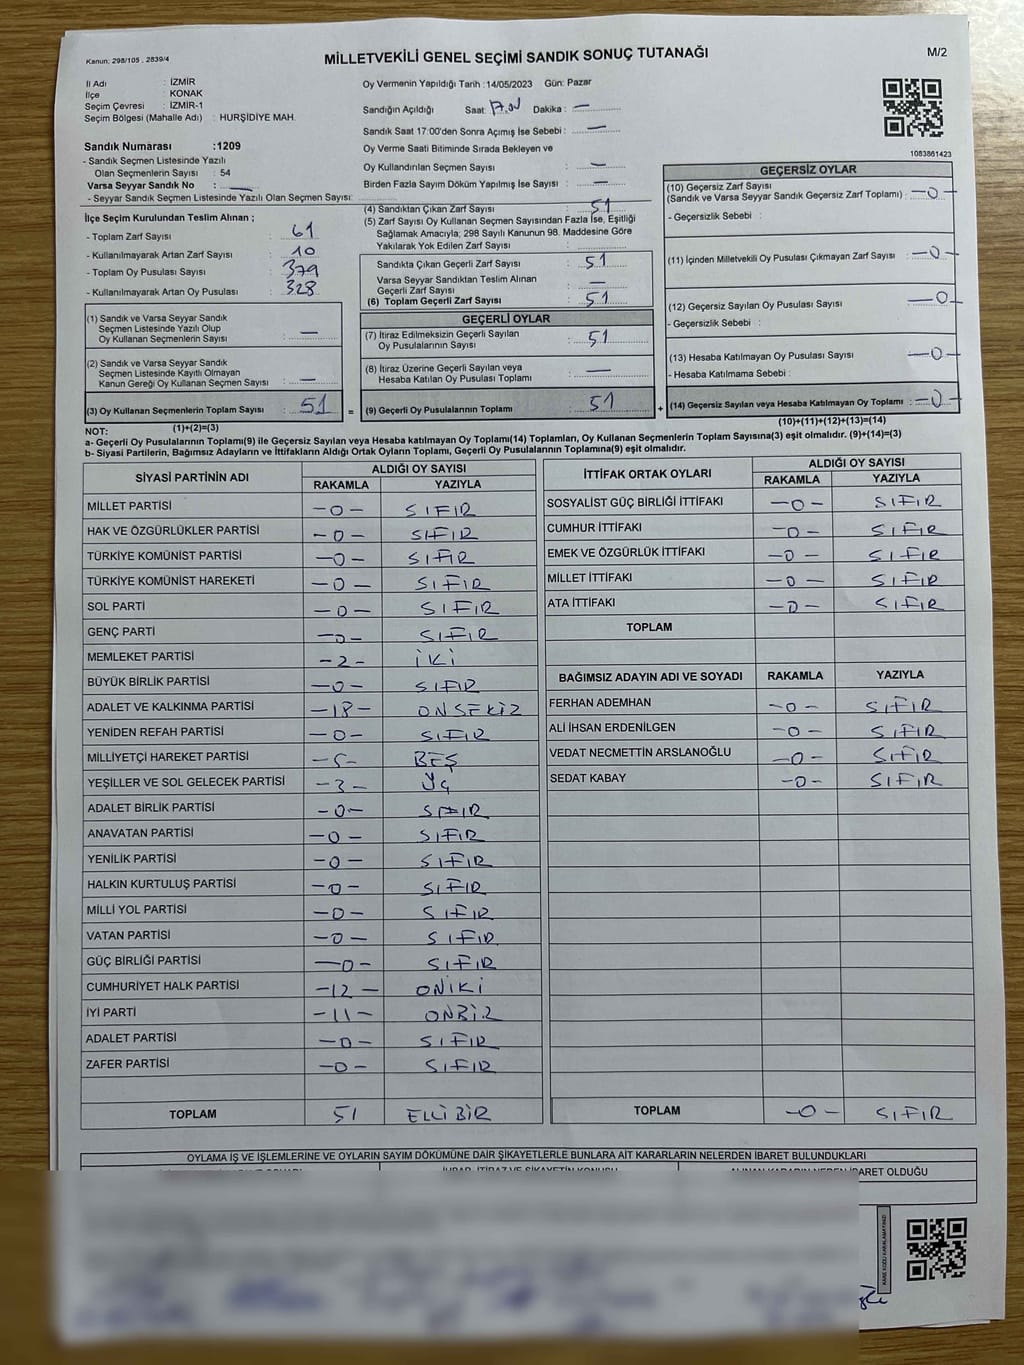 Kanun: 298/105 , 2839/4
MİLLETVEKİLİ GENEL SEÇİMİ SANDIK SONUÇ TUTANAĞI
M/2
İl Adı : İZMİR
İlçe : KONAK
Seçim Çevresi : İZMİR-1
Seçim Bölgesi (Mahalle Adı) : HURŞİDİYE MAH.
Sandık Numarası :1209
- Sandık Seçmen Listesinde Yazılı
Olan Seçmenlerin Sayısı : 54
Varsa Seyyar Sandık No : —
- Seyyar Sandık Seçmen Listesinde Yazılı Olan Seçmen Sayısı:
Oy Vermenin Yapıldığı Tarih :14/05/2023 Gün: Pazar
Sandığın Açıldığı Saat: 17.00 Dakika : —
Sandık Saat 17:00'den Sonra Açımış İse Sebebi : —
Oy Verme Saati Bitiminde Sırada Bekleyen ve
Oy Kullandırılan Seçmen Sayısı : —
Birden Fazla Sayım Döküm Yapılmış İse Sayısı : —
1083861423
İlçe Seçim Kurulundan Teslim Alınan ;
- Toplam Zarf Sayısı : 61
- Kullanılmayarak Artan Zarf Sayısı : 10
- Toplam Oy Pusulası Sayısı : 379
- Kullanılmayarak Artan Oy Pusulası : 328
(1) Sandık ve Varsa Seyyar Sandık
Seçmen Listesinde Yazılı Olup
Oy Kullanan Seçmenlerin Sayısı : —
(2) Sandık ve Varsa Seyyar Sandık
Seçmen Listesinde Kayıtlı Olmayan
Kanun Gereği Oy Kullanan Seçmen Sayısı : —
(3) Oy Kullanan Seçmenlerin Toplam Sayısı : 51 =
(1)+(2)=(3)
(4) Sandıktan Çıkan Zarf Sayısı : 51
(5) Zarf Sayısı Oy Kullanan Seçmen Sayısından Fazla İse, Eşitliği
Sağlamak Amacıyla; 298 Sayılı Kanunun 98. Maddesine Göre
Yakılarak Yok Edilen Zarf Sayısı :
Sandıkta Çıkan Geçerli Zarf Sayısı : 51
Varsa Seyyar Sandıktan Teslim Alınan
Geçerli Zarf Sayısı : —
(6) Toplam Geçerli Zarf Sayısı : 51
GEÇERLİ OYLAR
(7) İtiraz Edilmeksizin Geçerli Sayılan
Oy Pusulalarının Sayısı : 51
(8) İtiraz Üzerine Geçerli Sayılan veya
Hesaba Katılan Oy Pusulası Toplamı : —
(9) Geçerli Oy Pusulalarının Toplamı : 51 +
GEÇERSİZ OYLAR
(10) Geçersiz Zarf Sayısı
(Sandık ve Varsa Seyyar Sandık Geçersiz Zarf Toplamı) : —0—
- Geçersizlik Sebebi :
(11) İçinden Milletvekili Oy Pusulası Çıkmayan Zarf Sayısı : —0—
(12) Geçersiz Sayılan Oy Pusulası Sayısı : —0—
- Geçersizlik Sebebi :
(13) Hesaba Katılmayan Oy Pusulası Sayısı : —0—
- Hesaba Katılmama Sebebi :
(14) Geçersiz Sayılan veya Hesaba Katılmayan Oy Toplamı : —0—
(10)+(11)+(12)+(13)=(14)
NOT:
a- Geçerli Oy Pusulalarının Toplamı(9) ile Geçersiz Sayılan veya Hesaba katılmayan Oy Toplamı(14) Toplamları, Oy Kullanan Seçmenlerin Toplam Sayısına(3) eşit olmalıdır. (9)+(14)=(3)
b- Siyasi Partilerin, Bağımsız Adayların ve İttifakların Aldığı Ortak Oyların Toplamı, Geçerli Oy Pusulalarının Toplamına(9) eşit olmalıdır.
SİYASİ PARTİNİN ADI ALDIĞI OY SAYISI
RAKAMLA YAZIYLA
MİLLET PARTİSİ —0— SIFIR
HAK VE ÖZGÜRLÜKLER PARTİSİ —0— SIFIR
TÜRKİYE KOMÜNİST PARTİSİ —0— SIFIR
TÜRKİYE KOMÜNİST HAREKETİ —0— SIFIR
SOL PARTİ —0— SIFIR
GENÇ PARTİ —0— SIFIR
MEMLEKET PARTİSİ —2— İKİ
BÜYÜK BİRLİK PARTİSİ —0— SIFIR
ADALET VE KALKINMA PARTİSİ —18— ONSEKİZ
YENİDEN REFAH PARTİSİ —0— SIFIR
MİLLİYETÇİ HAREKET PARTİSİ —5— BEŞ
YEŞİLLER VE SOL GELECEK PARTİSİ —3— ÜÇ
ADALET BİRLİK PARTİSİ —0— SIFIR
ANAVATAN PARTİSİ —0— SIFIR
YENİLİK PARTİSİ —0— SIFIR
HALKIN KURTULUŞ PARTİSİ —0— SIFIR
MİLLİ YOL PARTİSİ —0— SIFIR
VATAN PARTİSİ —0— SIFIR
GÜÇ BİRLİĞİ PARTİSİ —0— SIFIR
CUMHURİYET HALK PARTİSİ —12— ONİKİ
İYİ PARTİ —11— ONBİR
ADALET PARTİSİ —0— SIFIR
ZAFER PARTİSİ —0— SIFIR
TOPLAM 51 ELLİBİR
İTTİFAK ORTAK OYLARI ALDIĞI OY SAYISI
RAKAMLA YAZIYLA
SOSYALİST GÜÇ BİRLİĞİ İTTİFAKI —0— SIFIR
CUMHUR İTTİFAKI —0— SIFIR
EMEK VE ÖZGÜRLÜK İTTİFAKI —0— SIFIR
MİLLET İTTİFAKI —0— SIFIR
ATA İTTİFAKI —0— SIFIR
TOPLAM
BAĞIMSIZ ADAYIN ADI VE SOYADI RAKAMLA YAZIYLA
FERHAN ADEMHAN —0— SIFIR
ALİ İHSAN ERDENİLGEN —0— SIFIR
VEDAT NECMETTİN ARSLANOĞLU —0— SIFIR
SEDAT KABAY —0— SIFIR
TOPLAM —0— SIFIR
OYLAMA İŞ VE İŞLEMLERİNE VE OYLARIN SAYIM DÖKÜMÜNE DAİR ŞİKAYETLERLE BUNLARA AİT KARARLARIN NELERDEN İBARET BULUNDUKLARI
İHBAR, İTİRAZ VE ŞİKAYETİN KONUSU ALINAN KARARIN NEDEN İBARET OLDUĞU
KARE KODU KARALAMAYINIZ!